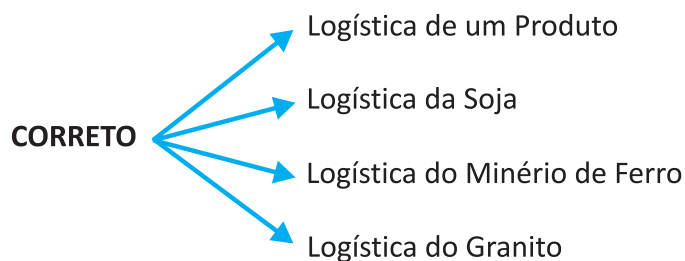 Logística de um Produto
Logística da Soja
CORRETO
Logística do Minério de Ferro
Logística do Granito